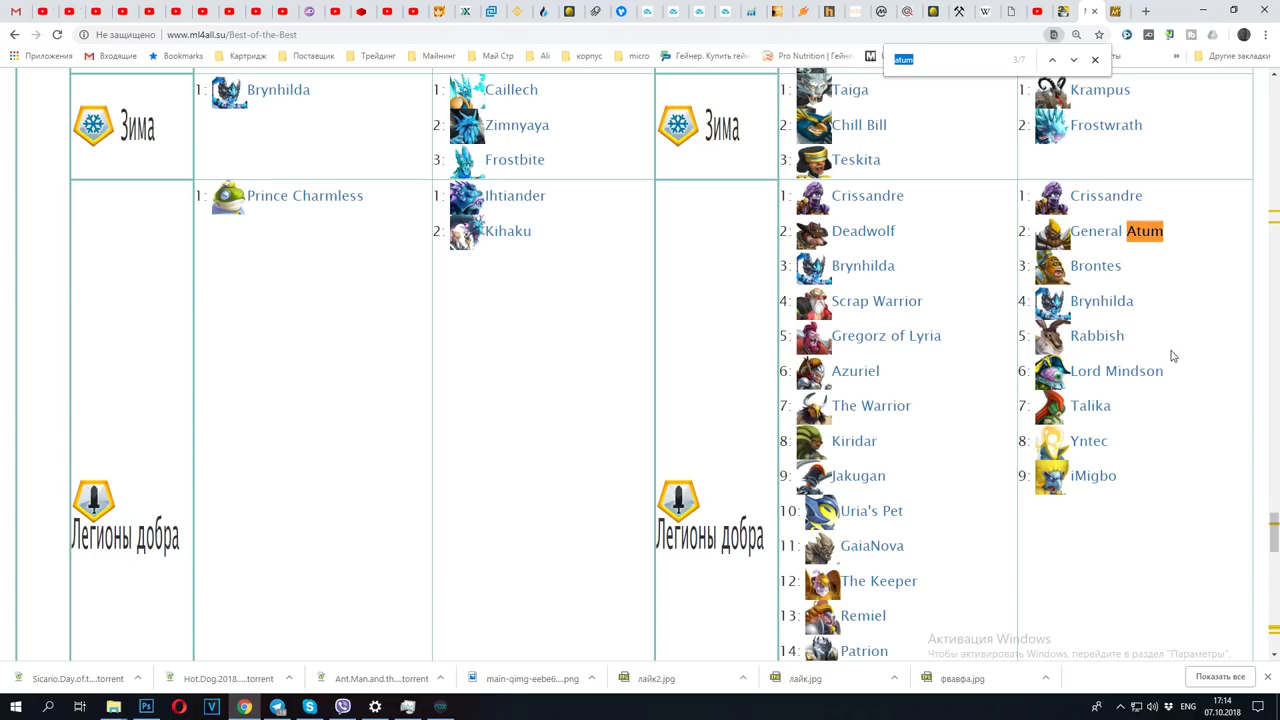 Не защищено
www.ml4all.su/Best-of-the-Best
Приложения
Входящие
Bookmarks
Картридж
Поставщик
Трейдинг
Майнинг
Май Стр
Ali
корпус
micro
Гейнер. Купить гейн
Pro Nutrition | Гейне
Другие закладки
atum
3/7
Зима
1: Brynhilda
1: Caillech
2: Zimnyaya
3: Frostbite
Зима
1: Taiga
2: Chill Bill
3: Teskita
1: Krampus
2: Frostwrath
Легионы добра
1: Prince Charmless
1: Ihtiander
2: Kihaku
Легионы добра
1: Crissandre
2: Deadwolf
3: Brynhilda
4: Scrap Warrior
5: Gregorz of Lyria
6: Azuriel
7: The Warrior
8: Kiridar
9: Jakugan
10: Uria's Pet
11: GaiaNova
12: The Keeper
13: Remiel
14: Patrion
1: Crissandre
2: General Atum
3: Brontes
4: Brynhilda
5: Rabbish
6: Lord Mindson
7: Talika
8: Yntec
9: iMigbo
Активация Windows
Чтобы активировать Windows, перейдите в раздел "Параметры".
Sicario.Day.of.t....torrent
Hot.Dog.2018.....torrent
Ant.Man.and.th....torrent
main-qimg-eebe6....png
лайк2.jpg
лайк.jpg
фвавфа.jpg
Показать все
ENG
17:14
07.10.2018